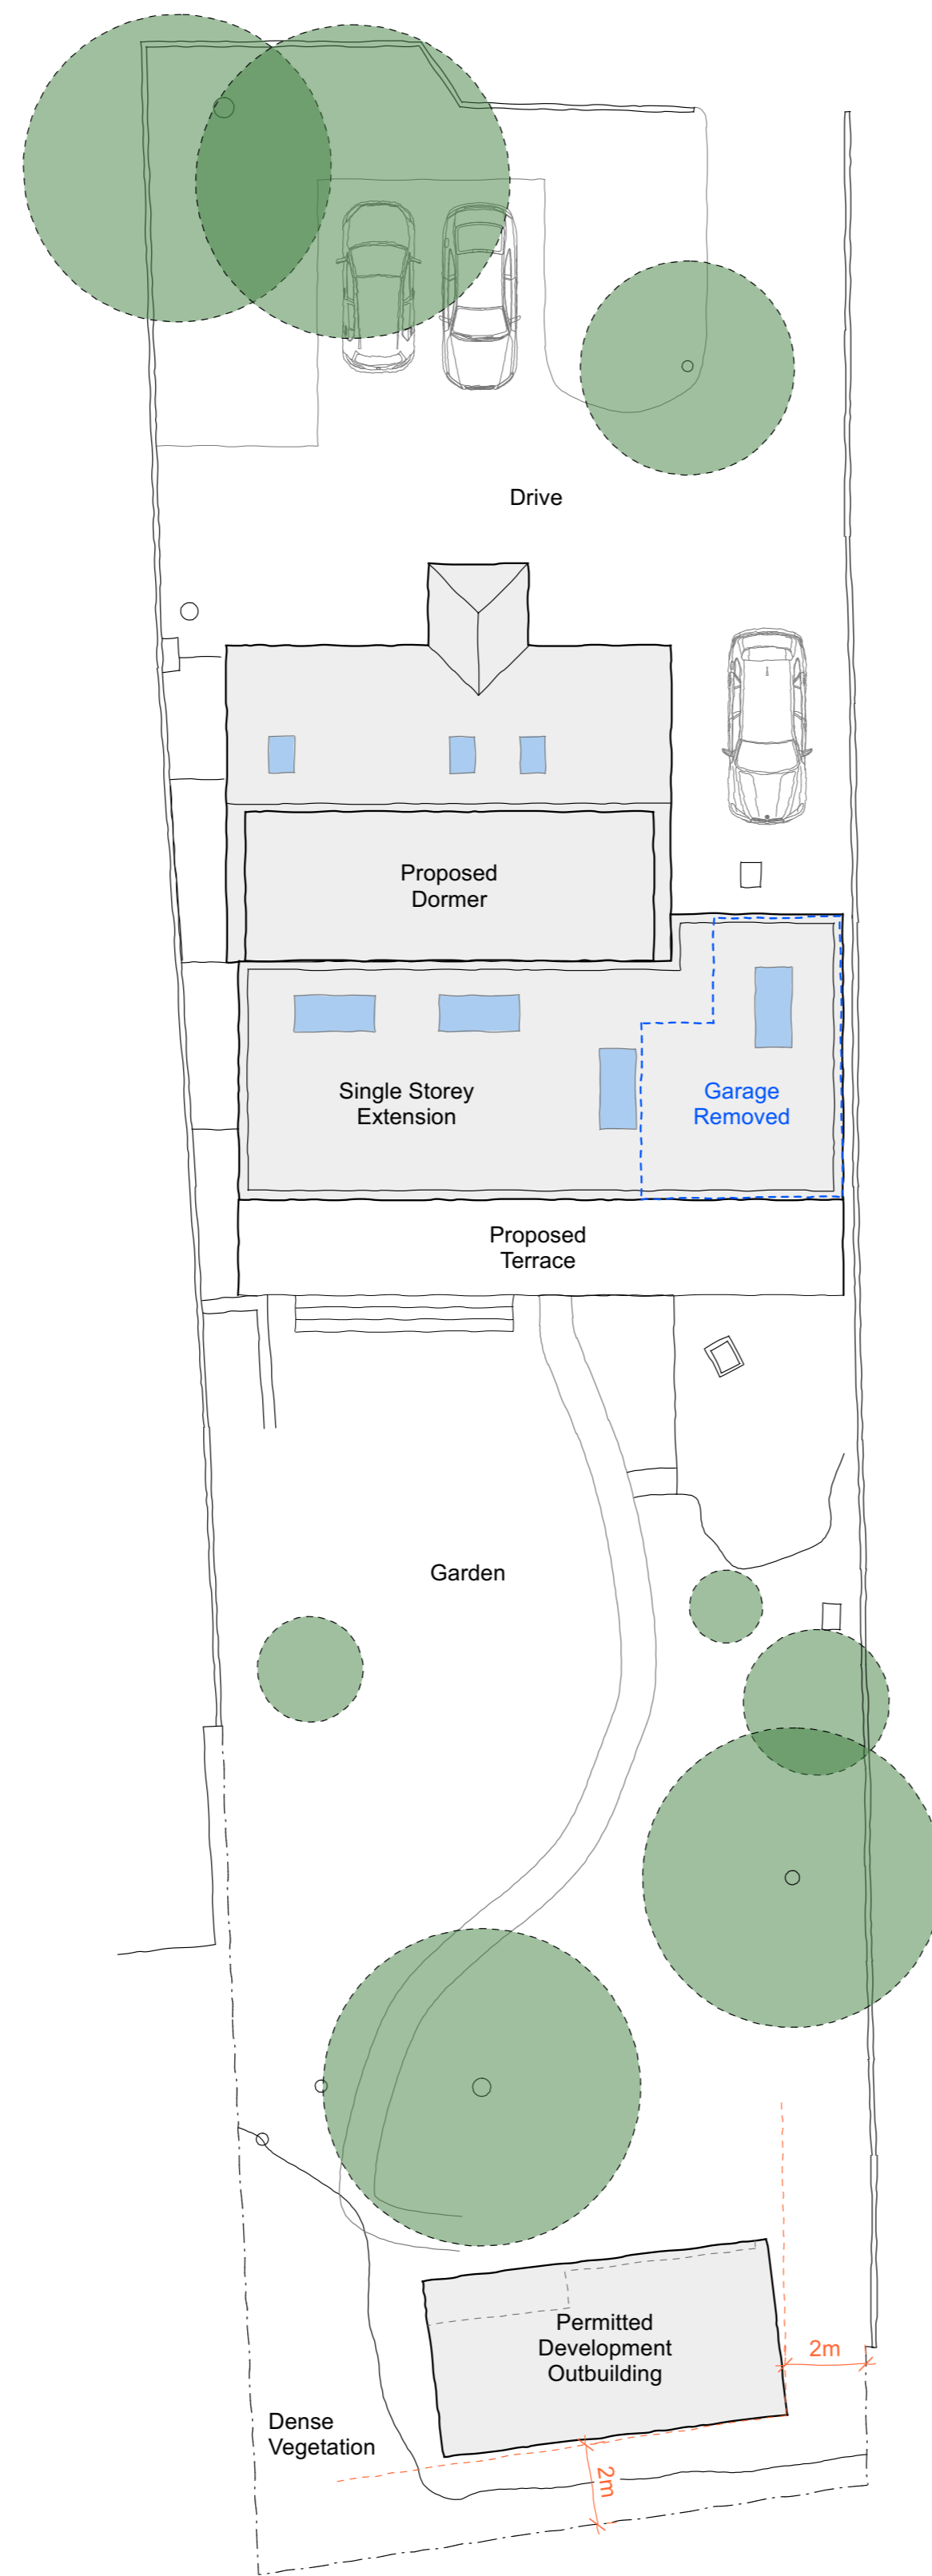 Drive
Proposed
Dormer
Single Storey
Extension
Garage
Removed
Proposed
Terrace
Garden
Permitted
Development
Outbuilding
2m
Dense
Vegetation
2m